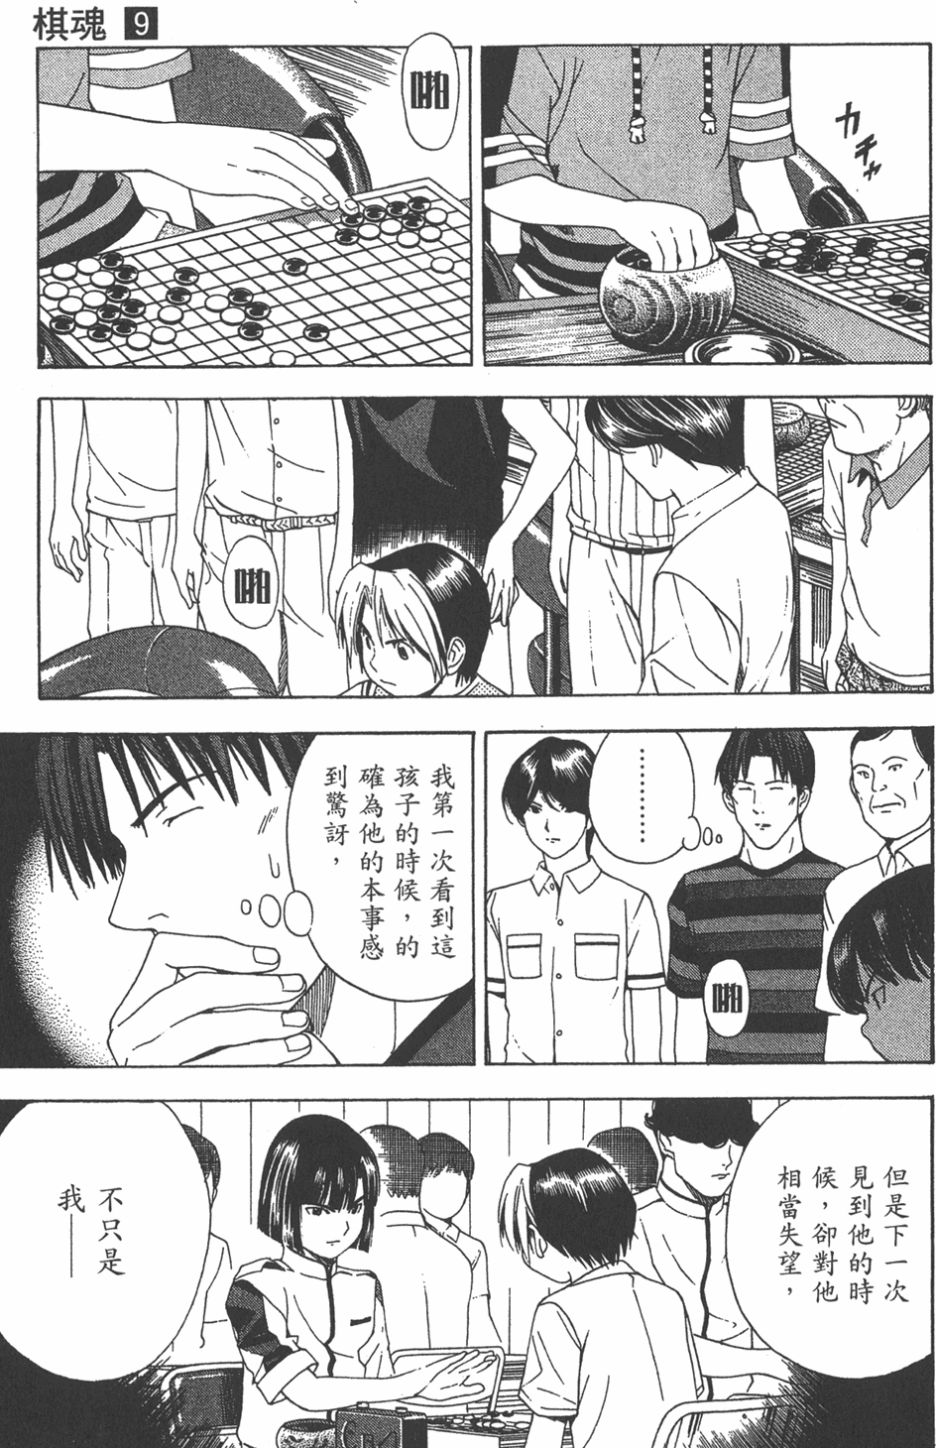 棋魂 9
カチャ
啪
啪
………………
啪
我第一次看到這
孩子的時候，的
確為他的本事感
到驚訝，
但是下一次
見到他的時
候，卻對他
相當失望，
不只是
我——